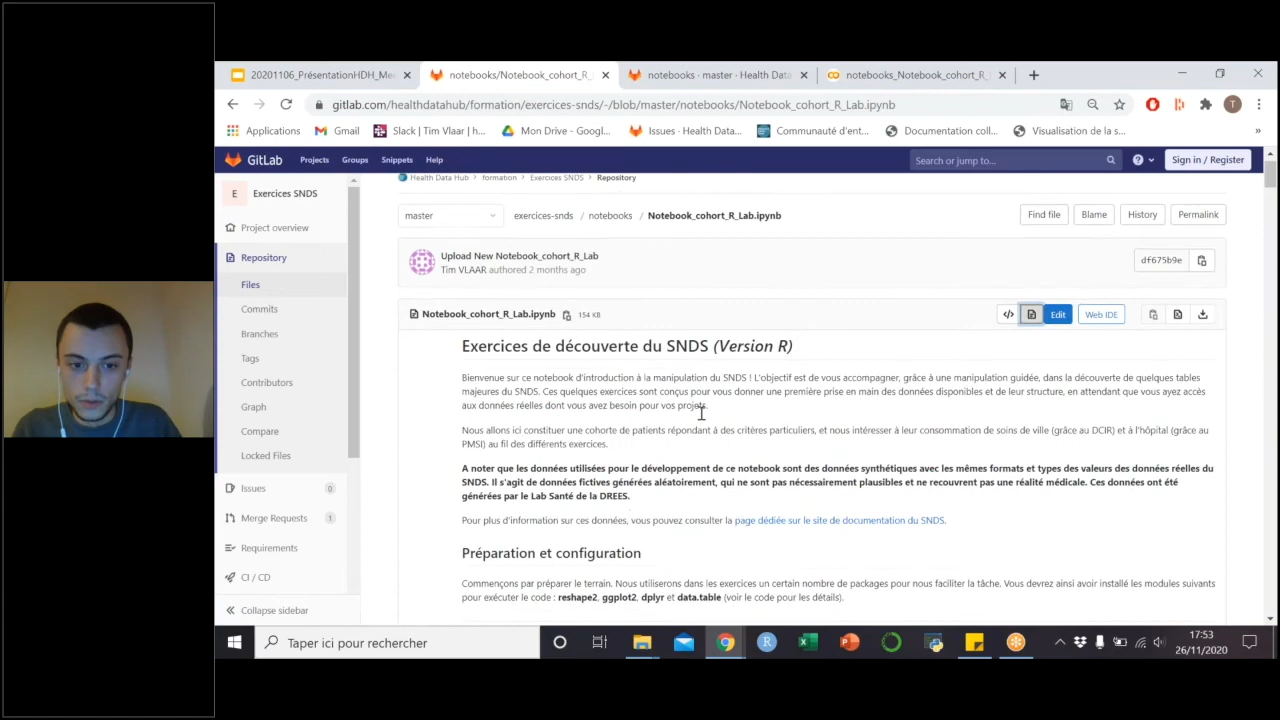 20201106_PrésentationHDH_Me
notebooks/Notebook_cohort_R_
notebooks · master · Health Data
notebooks_Notebook_cohort_R_
gitlab.com/healthdatahub/formation/exercices-snds/-/blob/master/notebooks/Notebook_cohort_R_Lab.ipynb
T
Applications
Gmail
Slack | Tim Vlaar | h...
Mon Drive - Googl...
Issues · Health Data...
Communauté d'ent...
Documentation coll...
Visualisation de la s...
»
GitLab
Projects
Groups
Snippets
Help
Search or jump to...
Sign in / Register
E
Exercices SNDS
Project overview
Repository
Files
Commits
Branches
Tags
Contributors
Graph
Compare
Locked Files
Issues 0
Merge Requests 1
Requirements
CI / CD
Collapse sidebar
Health Data Hub > formation > Exercices SNDS > Repository
master
exercices-snds / notebooks / Notebook_cohort_R_Lab.ipynb
Find file
Blame
History
Permalink
Upload New Notebook_cohort_R_Lab
Tim VLAAR authored 2 months ago
df675b9e
Notebook_cohort_R_Lab.ipynb
154 KB
Edit
Web IDE
Exercices de découverte du SNDS (Version R)
Bienvenue sur ce notebook d'introduction à la manipulation du SNDS ! L'objectif est de vous accompagner, grâce à une manipulation guidée, dans la découverte de quelques tables
majeures du SNDS. Ces quelques exercices sont conçus pour vous donner une première prise en main des données disponibles et de leur structure, en attendant que vous ayez accès
aux données réelles dont vous avez besoin pour vos projets.
Nous allons ici constituer une cohorte de patients répondant à des critères particuliers, et nous intéresser à leur consommation de soins de ville (grâce au DCIR) et à l'hôpital (grâce au
PMSI) au fil des différents exercices.
A noter que les données utilisées pour le développement de ce notebook sont des données synthétiques avec les mêmes formats et types des valeurs des données réelles du
SNDS. Il s'agit de données fictives générées aléatoirement, qui ne sont pas nécessairement plausibles et ne recouvrent pas une réalité médicale. Ces données ont été
générées par le Lab Santé de la DREES.
Pour plus d'information sur ces données, vous pouvez consulter la page dédiée sur le site de documentation du SNDS.
Préparation et configuration
Commençons par préparer le terrain. Nous utiliserons dans les exercices un certain nombre de packages pour nous faciliter la tâche. Vous devrez ainsi avoir installé les modules suivants
pour exécuter le code : reshape2, ggplot2, dplyr et data.table (voir le code pour les détails).
Taper ici pour rechercher
17:53
26/11/2020